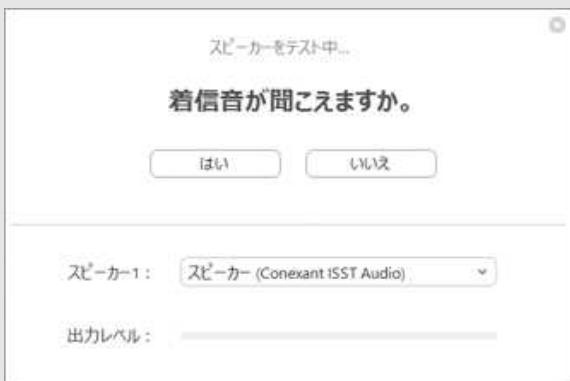 スピーカーをテスト中...
着信音が聞こえますか。
はい いいえ
スピーカー1： スピーカー (Conexant ISST Audio)
出力レベル：